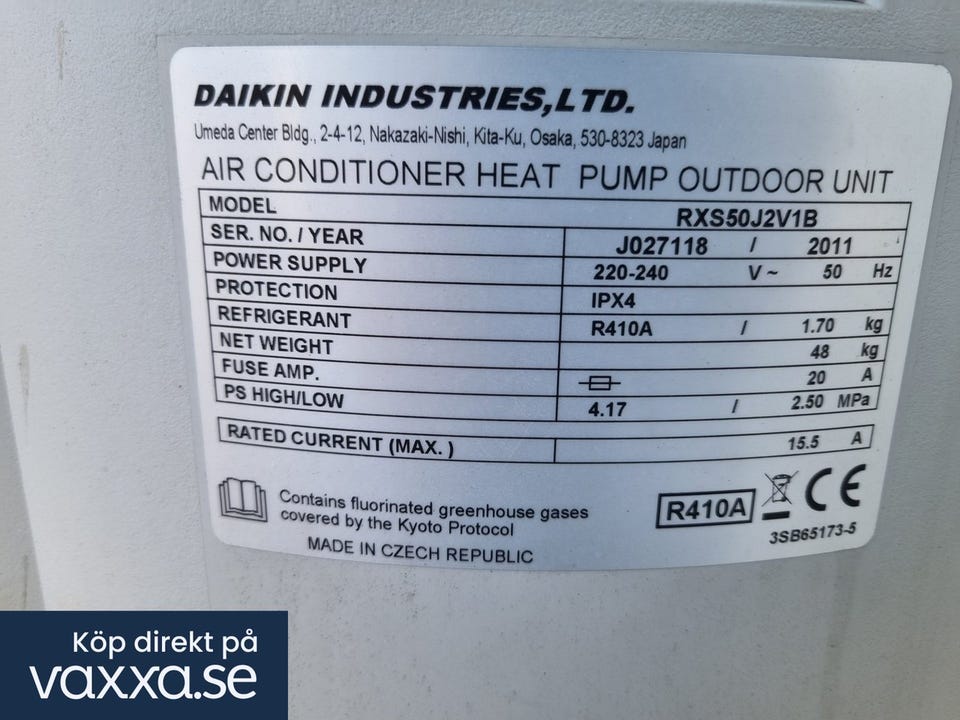 DAIKIN INDUSTRIES,LTD.
Umeda Center Bldg., 2-4-12, Nakazaki-Nishi, Kita-Ku, Osaka, 530-8323 Japan
AIR CONDITIONER HEAT PUMP OUTDOOR UNIT
MODEL RXS50J2V1B
SER. NO. / YEAR J027118 / 2011
POWER SUPPLY 220-240 V ~ 50 Hz
PROTECTION IPX4
REFRIGERANT R410A / 1.70 kg
NET WEIGHT 48 kg
FUSE AMP. 20 A
PS HIGH/LOW 4.17 / 2.50 MPa
RATED CURRENT (MAX. ) 15.5 A
Contains fluorinated greenhouse gases
covered by the Kyoto Protocol
MADE IN CZECH REPUBLIC
R410A
CE
3SB65173-5
Köp direkt på
vaxxa.se